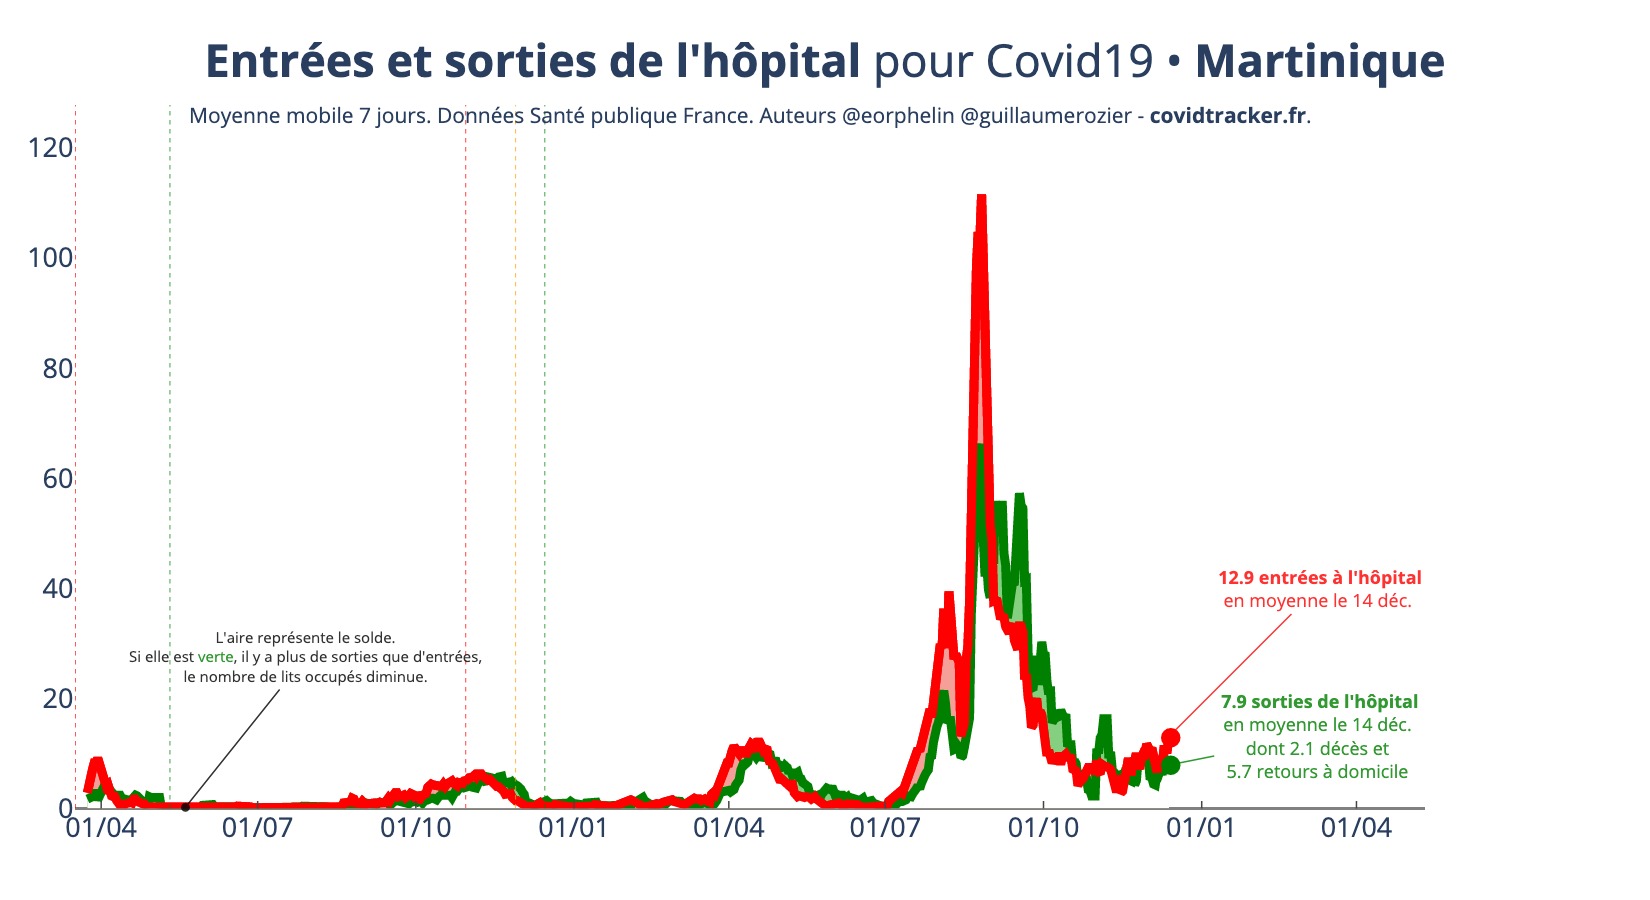 Entrées et sorties de l'hôpital pour Covid19 • Martinique
Moyenne mobile 7 jours. Données Santé publique France. Auteurs @eorphelin @guillaumerozier - covidtracker.fr.
120
100
80
60
40
20
0
L'aire représente le solde.
Si elle est verte, il y a plus de sorties que d'entrées,
le nombre de lits occupés diminue.
12.9 entrées à l'hôpital
en moyenne le 14 déc.
7.9 sorties de l'hôpital
en moyenne le 14 déc.
dont 2.1 décès et
5.7 retours à domicile
01/04 01/07 01/10 01/01 01/04 01/07 01/10 01/01 01/04